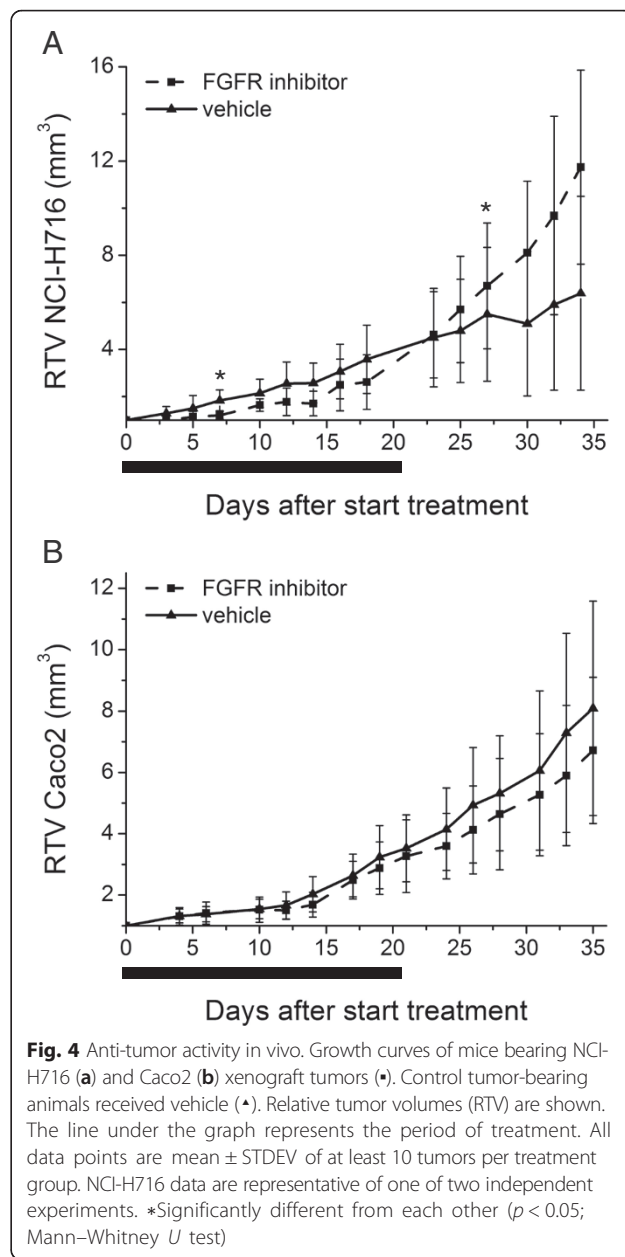 A
FGFR inhibitor
vehicle
RTV NCI-H716 (mm³)
16
12
8
4
*
*
0 5 10 15 20 25 30 35
Days after start treatment
B
FGFR inhibitor
vehicle
RTV Caco2 (mm³)
12
10
8
6
4
2
0 5 10 15 20 25 30 35
Days after start treatment
Fig. 4 Anti-tumor activity in vivo. Growth curves of mice bearing NCI-
H716 (a) and Caco2 (b) xenograft tumors (▪). Control tumor-bearing
animals received vehicle (▲). Relative tumor volumes (RTV) are shown.
The line under the graph represents the period of treatment. All
data points are mean ± STDEV of at least 10 tumors per treatment
group. NCI-H716 data are representative of one of two independent
experiments. *Significantly different from each other (p < 0.05;
Mann–Whitney U test)